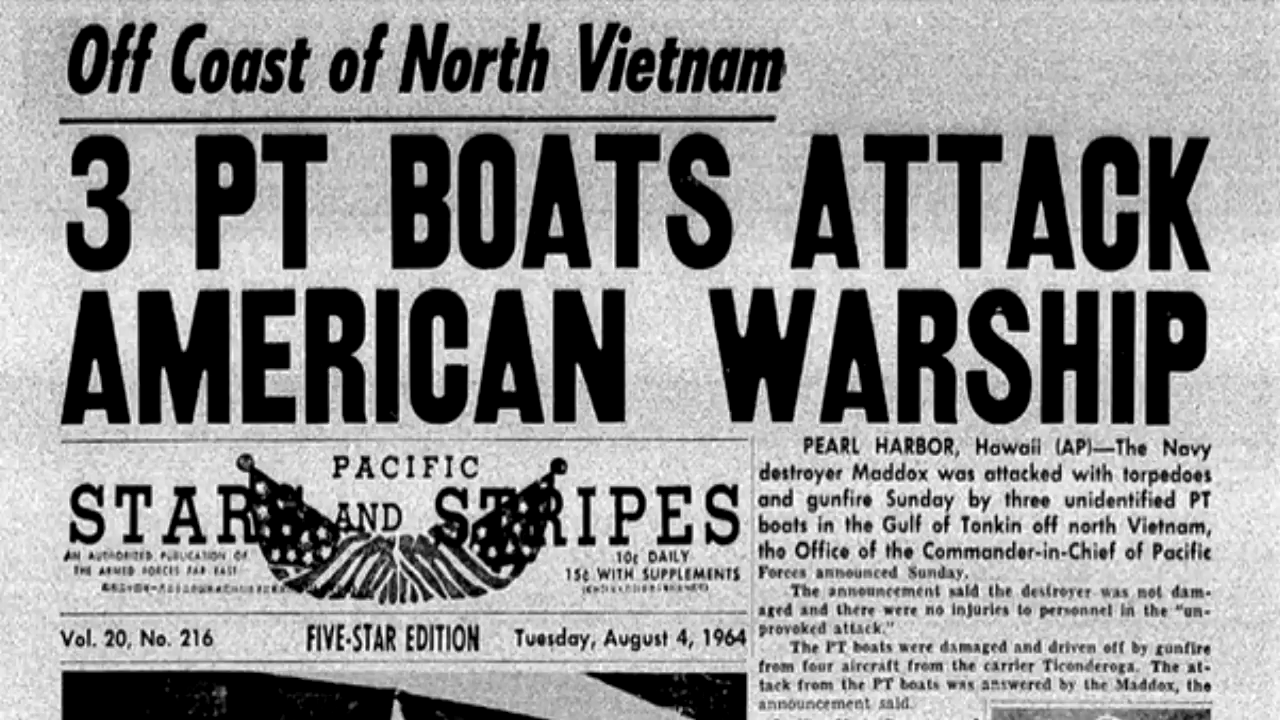 Off Coast of North Vietnam
3 PT BOATS ATTACK
AMERICAN WARSHIP
PACIFIC
STARS AND STRIPES
AN AUTHORIZED PUBLICATION OF
THE ARMED FORCES FAR EAST
10¢ DAILY
15¢ WITH SUPPLEMENTS
Vol. 20, No. 216 FIVE-STAR EDITION Tuesday, August 4, 1964
PEARL HARBOR, Hawaii (AP)—The Navy
destroyer Maddox was attacked with torpedoes
and gunfire Sunday by three unidentified PT
boats in the Gulf of Tonkin off north Vietnam,
the Office of the Commander-in-Chief of Pacific
Forces announced Sunday.
The announcement said the destroyer was not dam-
aged and there were no injuries to personnel in the "un-
provoked attack."
The PT boats were damaged and driven off by gunfire
from four aircraft from the carrier Ticonderoga. The at-
tack from the PT boats was answered by the Maddox, the
announcement said.